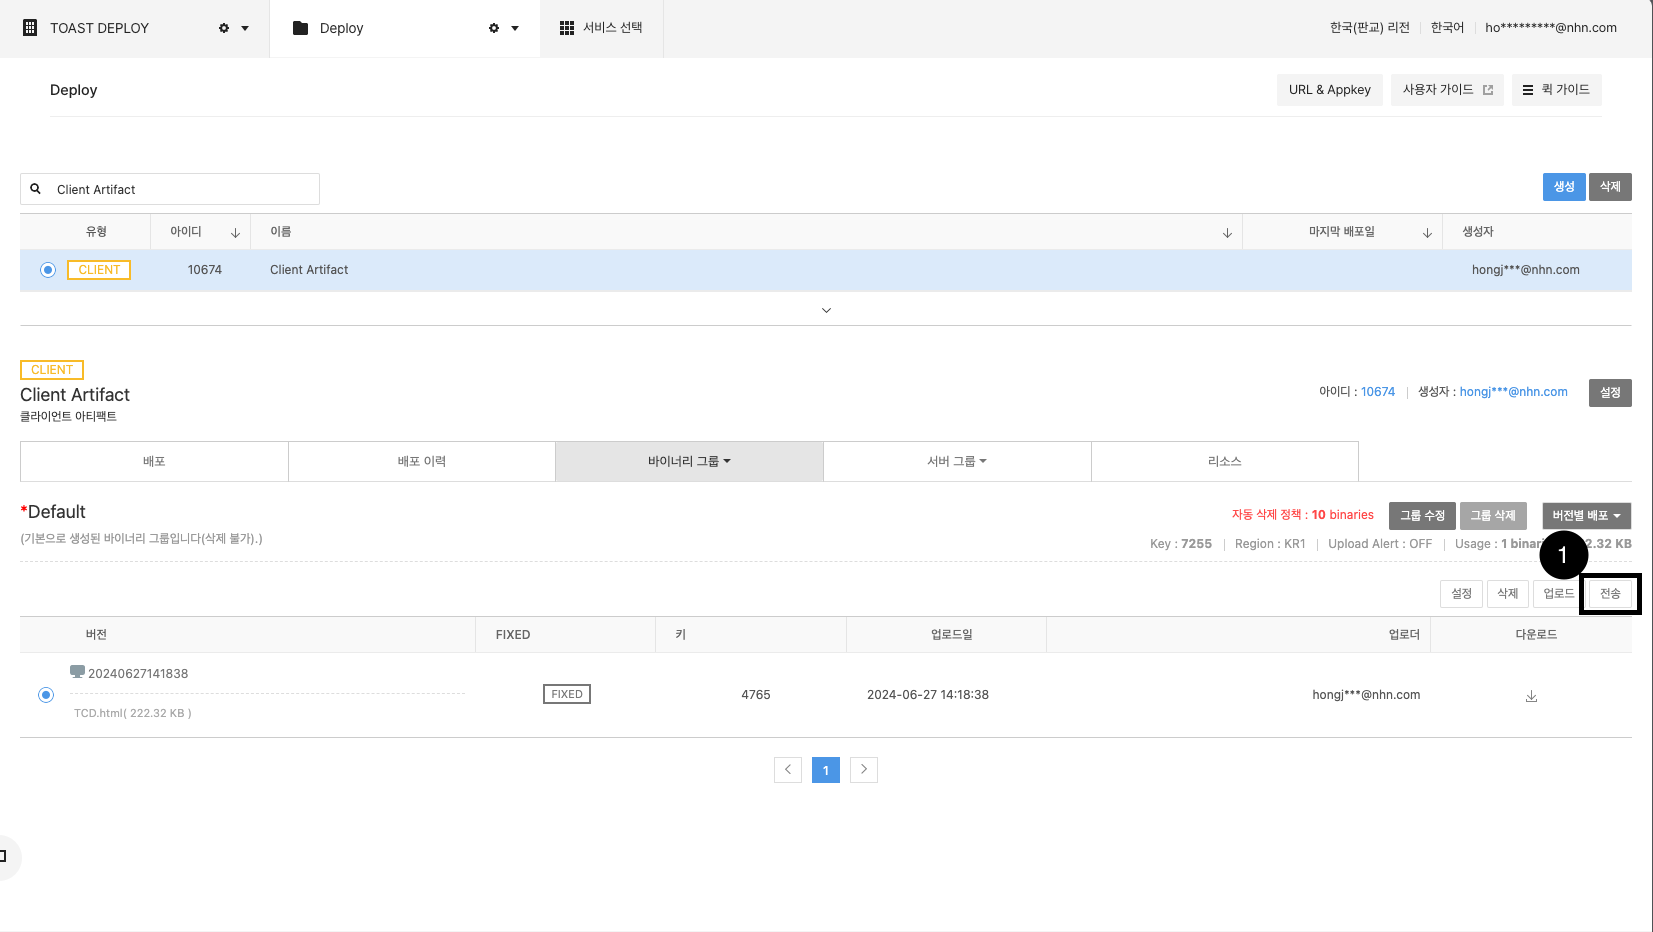 TOAST DEPLOY
Deploy
서비스 선택
한국(판교) 리전
한국어
ho*********@nhn.com
Deploy
URL & Appkey
사용자 가이드
퀵 가이드
Client Artifact
생성
삭제
유형
아이디
이름
마지막 배포일
생성자
CLIENT
10674
Client Artifact
hongj***@nhn.com
CLIENT
Client Artifact
클라이언트 아티팩트
아이디 : 10674
생성자 : hongj***@nhn.com
설정
배포
배포 이력
바이너리 그룹
서버 그룹
리소스
*Default
(기본으로 생성된 바이너리 그룹입니다(삭제 불가).)
자동 삭제 정책 : 10 binaries
그룹 수정
그룹 삭제
버전별 배포
Key : 7255
Region : KR1
Upload Alert : OFF
Usage : 1 2.32 KB
1
설정
삭제
업로드
전송
버전
FIXED
키
업로드일
업로더
다운로드
20240627141838
TCD.html( 222.32 KB )
FIXED
4765
2024-06-27 14:18:38
hongj***@nhn.com
1